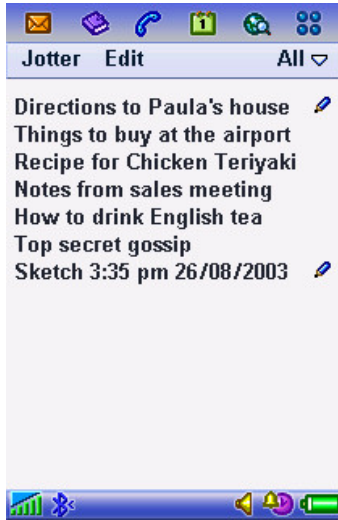 1
Jotter Edit All
Directions to Paula's house
Things to buy at the airport
Recipe for Chicken Teriyaki
Notes from sales meeting
How to drink English tea
Top secret gossip
Sketch 3:35 pm 26/08/2003